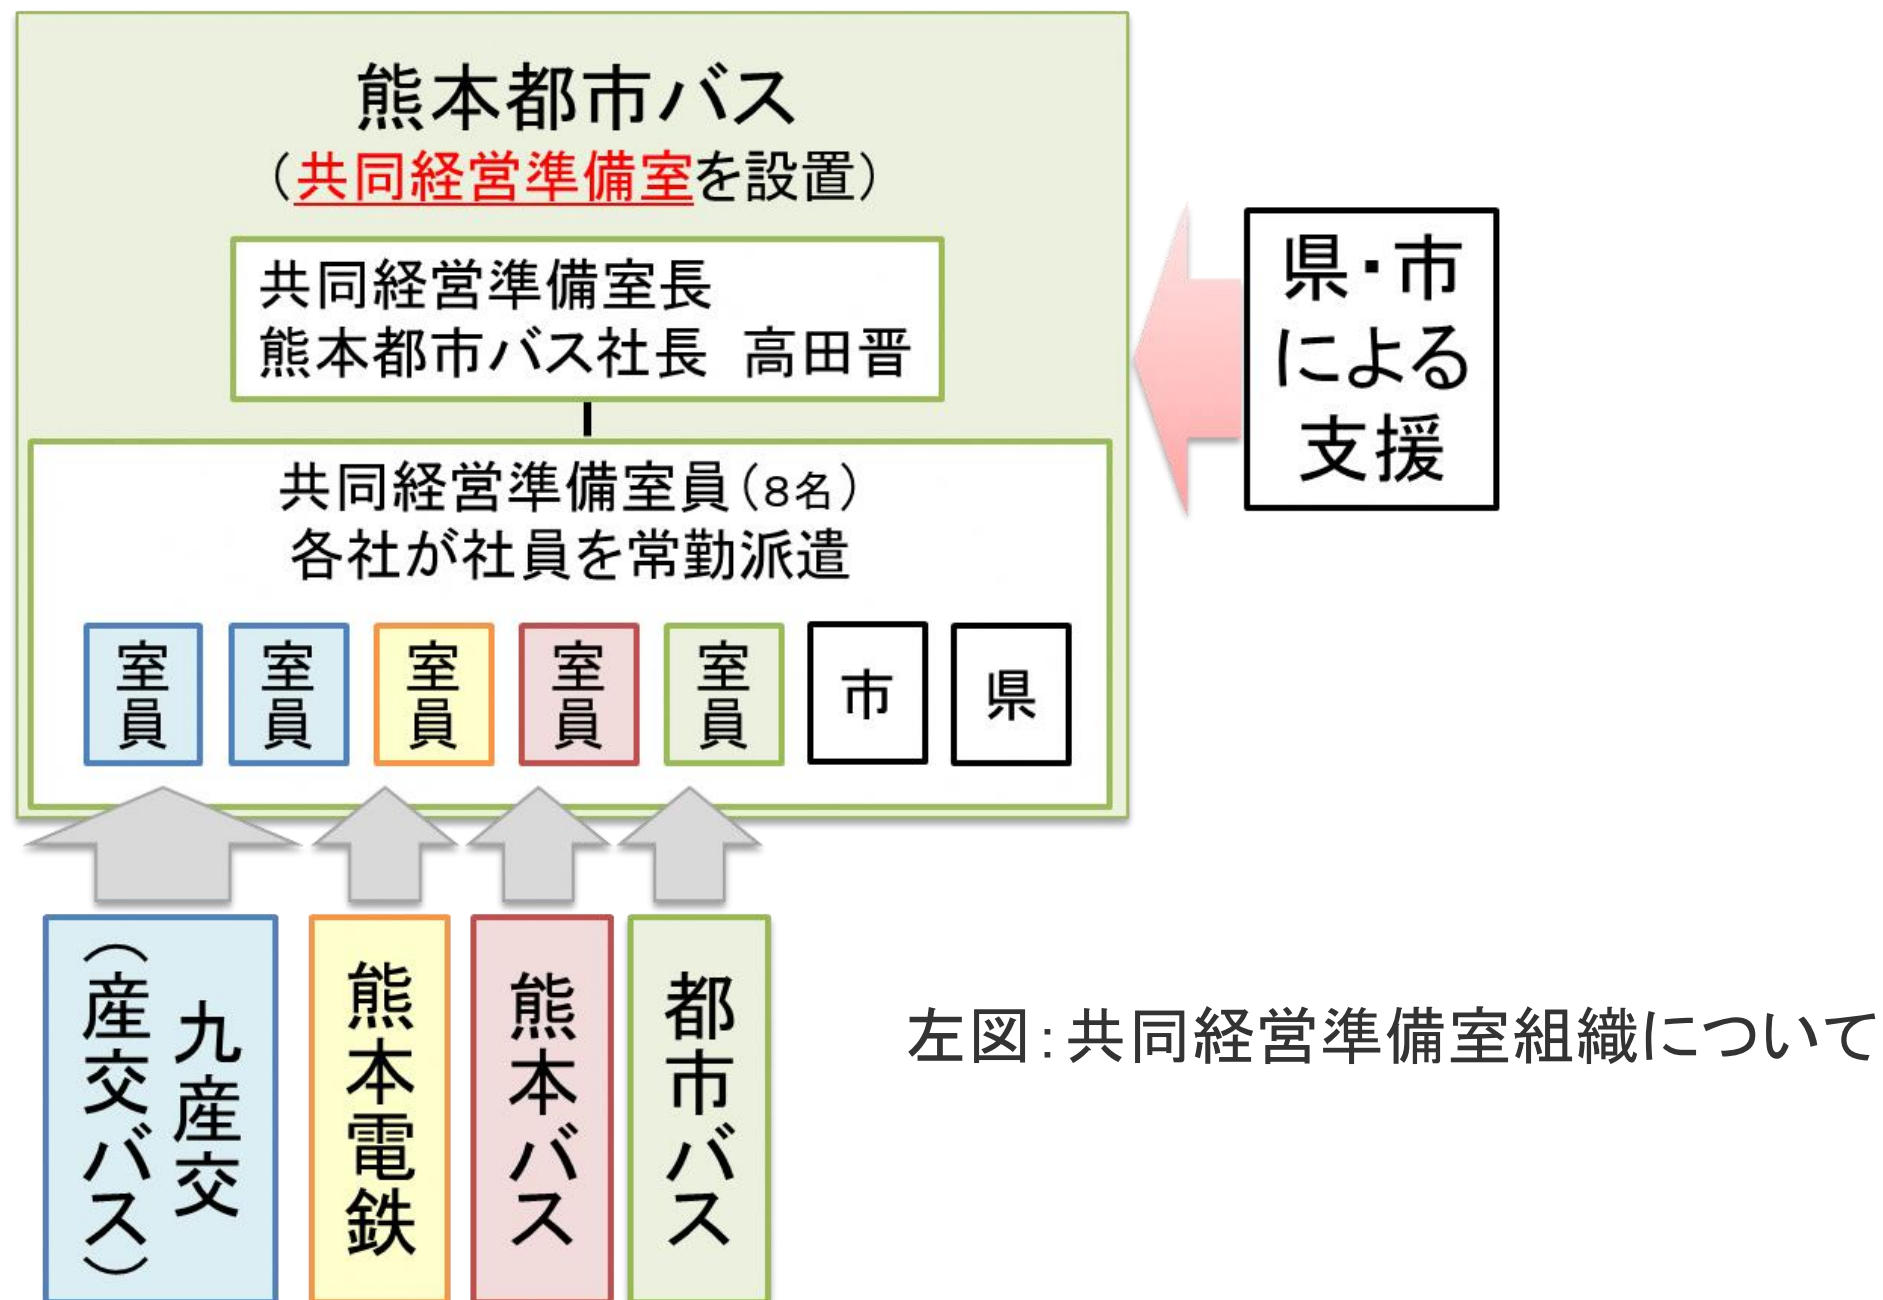 熊本都市バス
（共同経営準備室を設置）
共同経営準備室長
熊本都市バス社長 高田晋
共同経営準備室員（8名）
各社が社員を常勤派遣
室員
室員
室員
室員
室員
市
県
県・市
による
支援
九産交
（産交バス）
熊本電鉄
熊本バス
都市バス
左図：共同経営準備室組織について